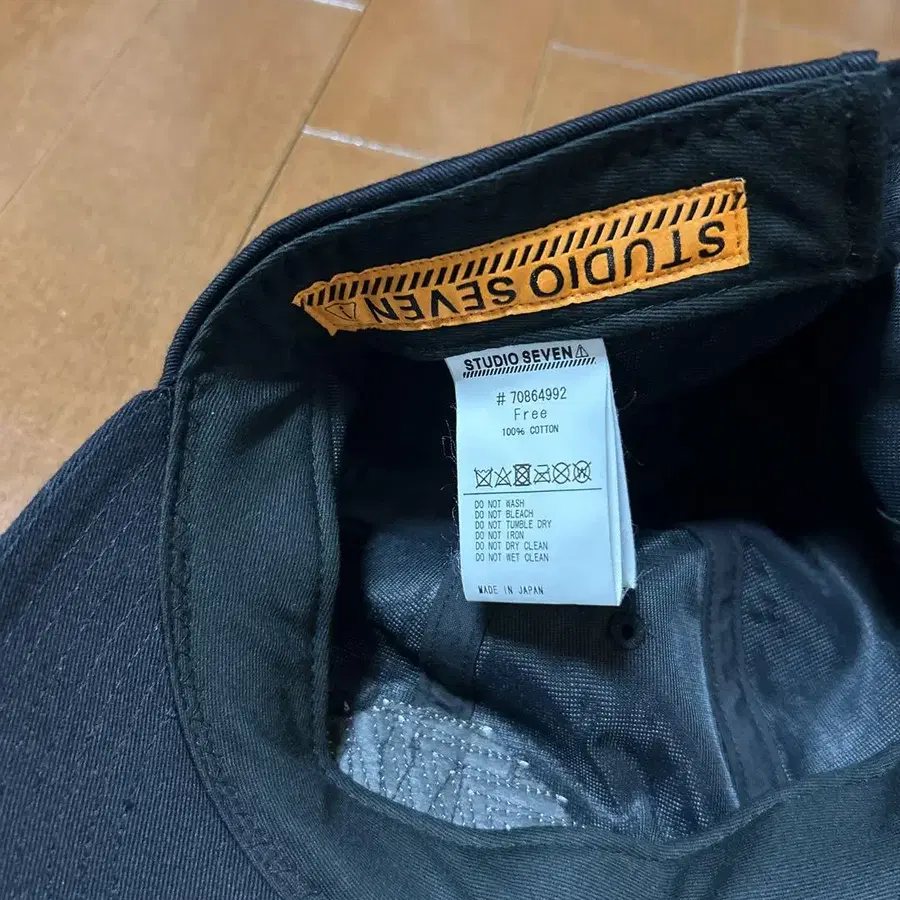 STUDIO SEVEN
STUDIO SEVEN
# 70864992
Free
100% COTTON
DO NOT WASH
DO NOT BLEACH
DO NOT TUMBLE DRY
DO NOT IRON
DO NOT DRY CLEAN
DO NOT WET CLEAN
MADE IN JAPAN